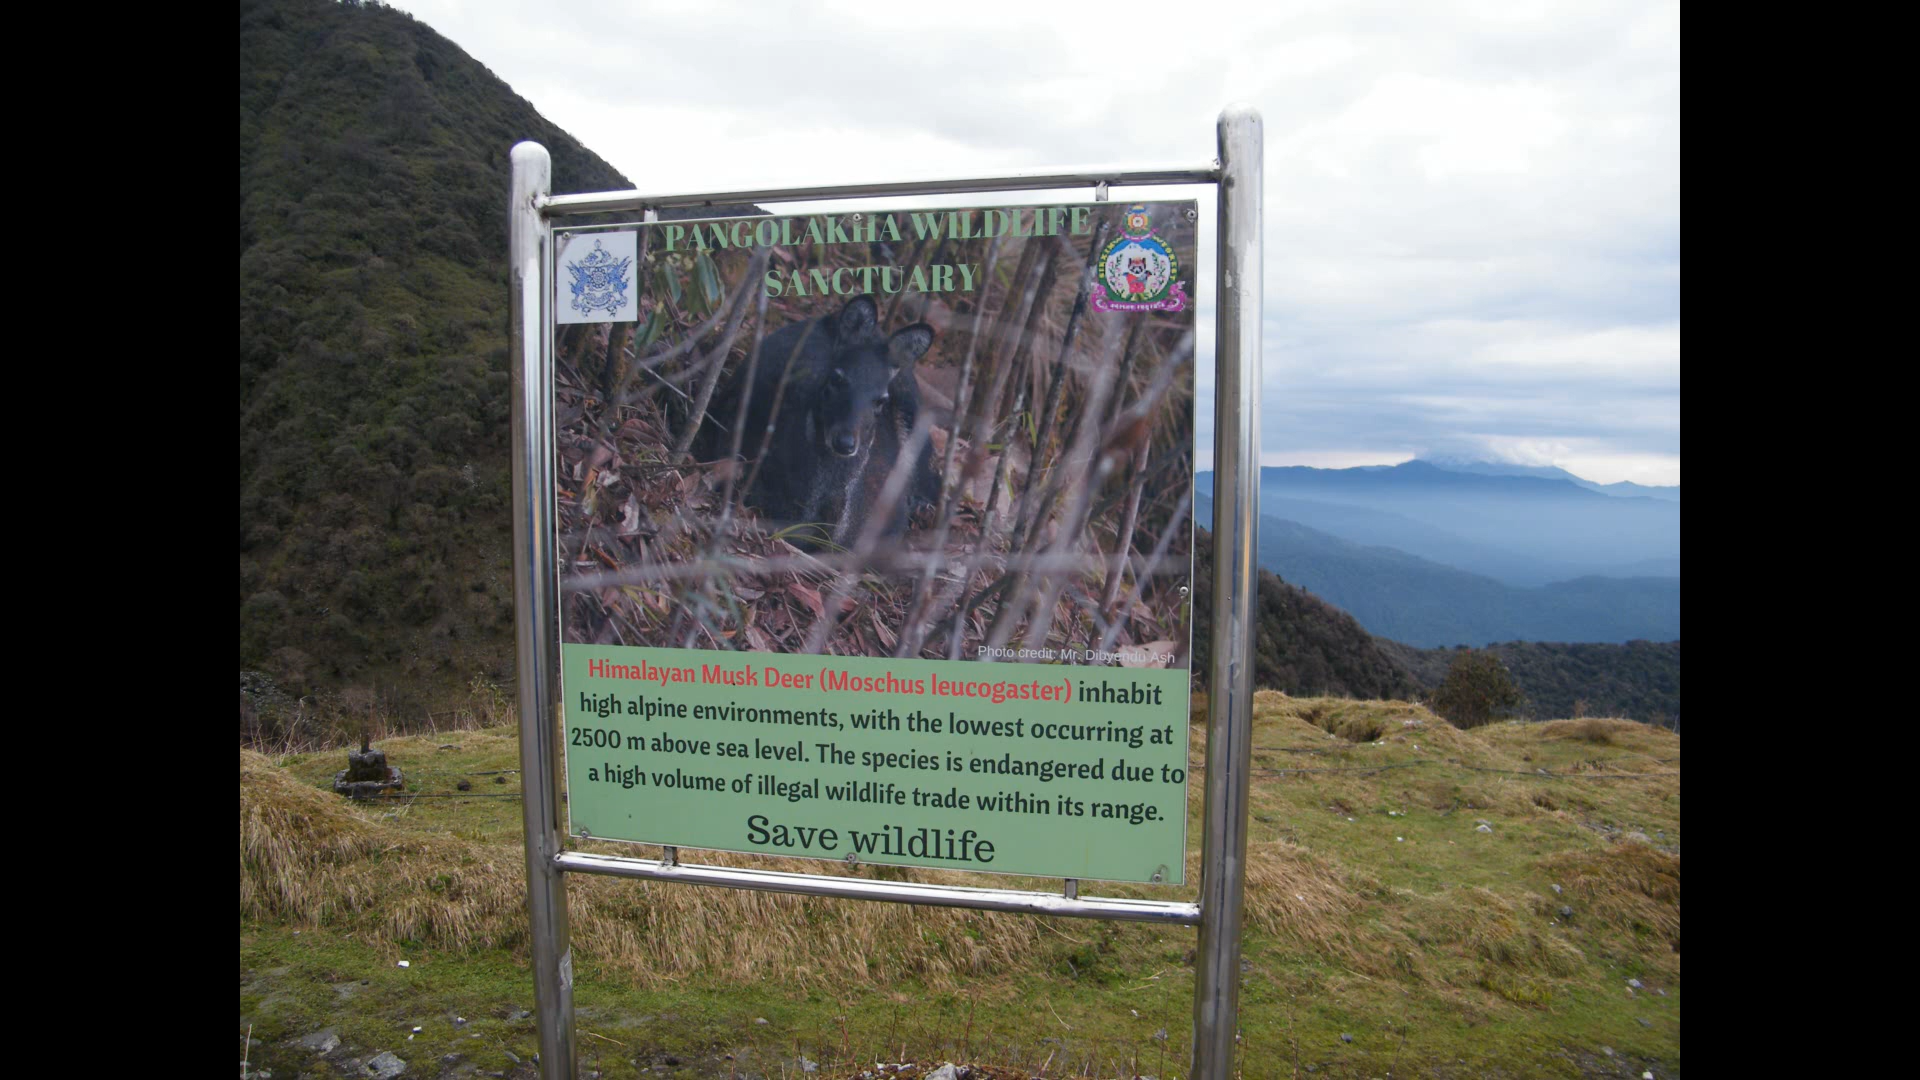 PANGOLAKHA WILDLIFE
SANCTUARY
Photo credit: Mr. Dibyendu Ash
Himalayan Musk Deer (Moschus leucogaster) inhabit
high alpine environments, with the lowest occurring at
2500 m above sea level. The species is endangered due to
a high volume of illegal wildlife trade within its range.
Save wildlife